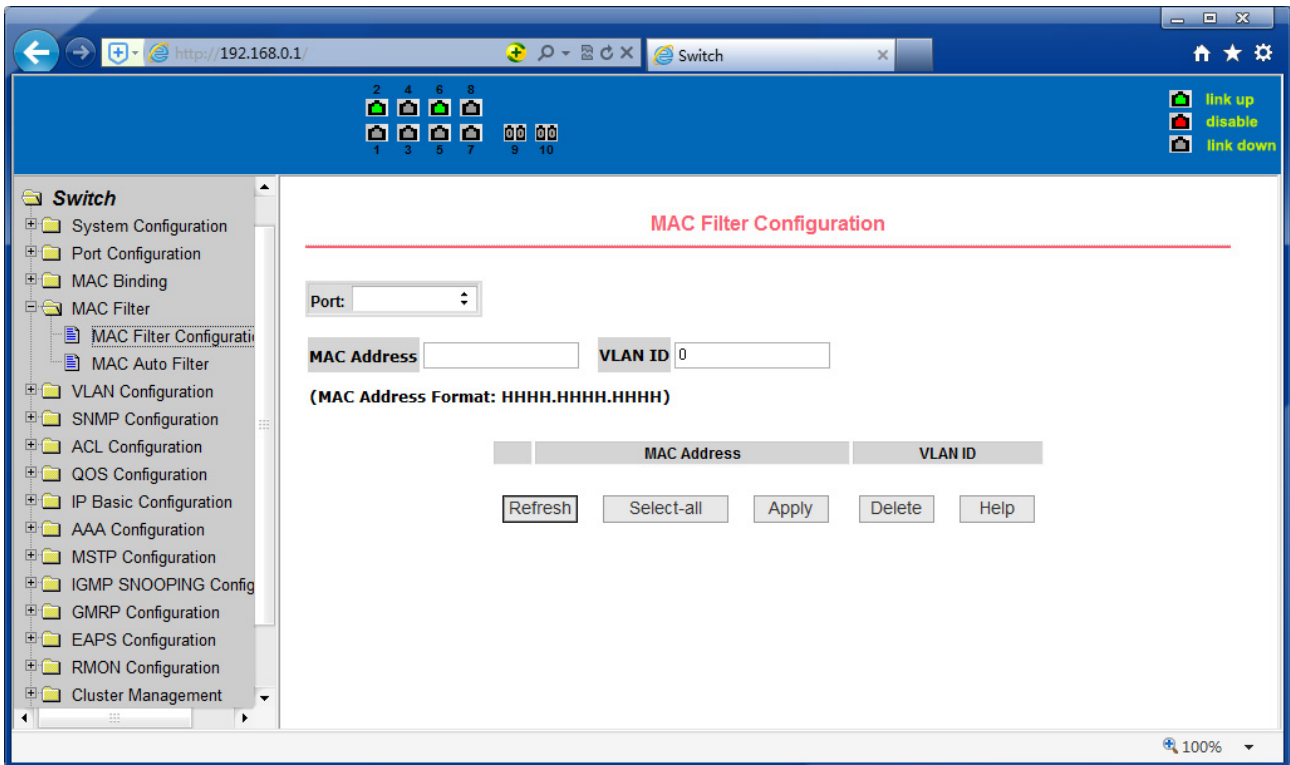 http://192.168.0.1/
Switch
2 4 6 8
1 3 5 7 9 10
link up
disable
link down
Switch
System Configuration
Port Configuration
MAC Binding
MAC Filter
MAC Filter Configurati
MAC Auto Filter
VLAN Configuration
SNMP Configuration
ACL Configuration
QOS Configuration
IP Basic Configuration
AAA Configuration
MSTP Configuration
IGMP SNOOPING Config
GMRP Configuration
EAPS Configuration
RMON Configuration
Cluster Management
MAC Filter Configuration
Port:
MAC Address VLAN ID 0
(MAC Address Format: HHHH.HHHH.HHHH)
MAC Address VLAN ID
Refresh Select-all Apply Delete Help
100%